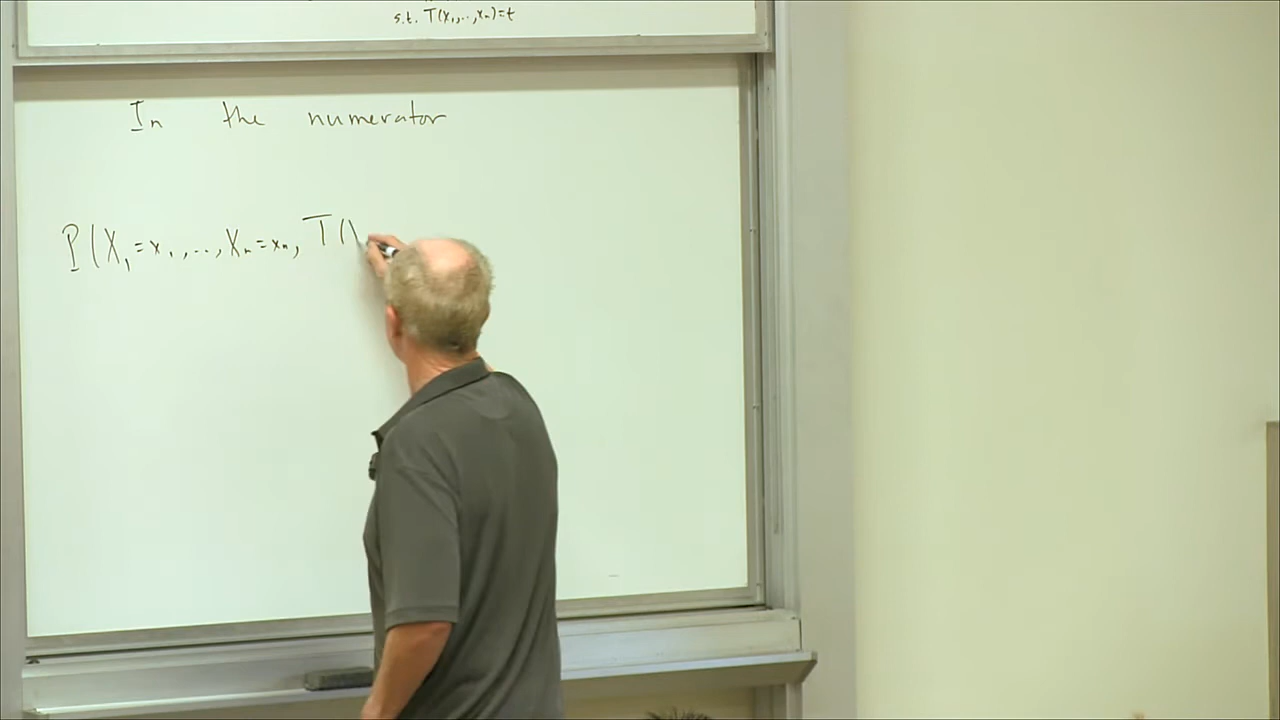 s.t. T(x₁,..,xₙ)=t
In the numerator
P(X₁=x₁,...,Xₙ=xₙ, T(